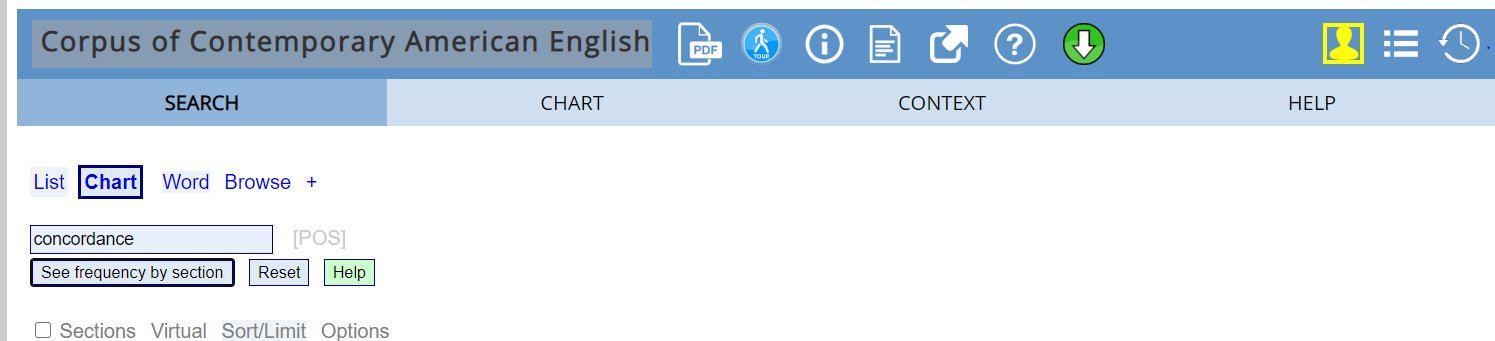 Corpus of Contemporary American English PDF TOUR
SEARCH CHART CONTEXT HELP
List Chart Word Browse +
concordance [POS]
See frequency by section Reset Help
Sections Virtual Sort/Limit Options